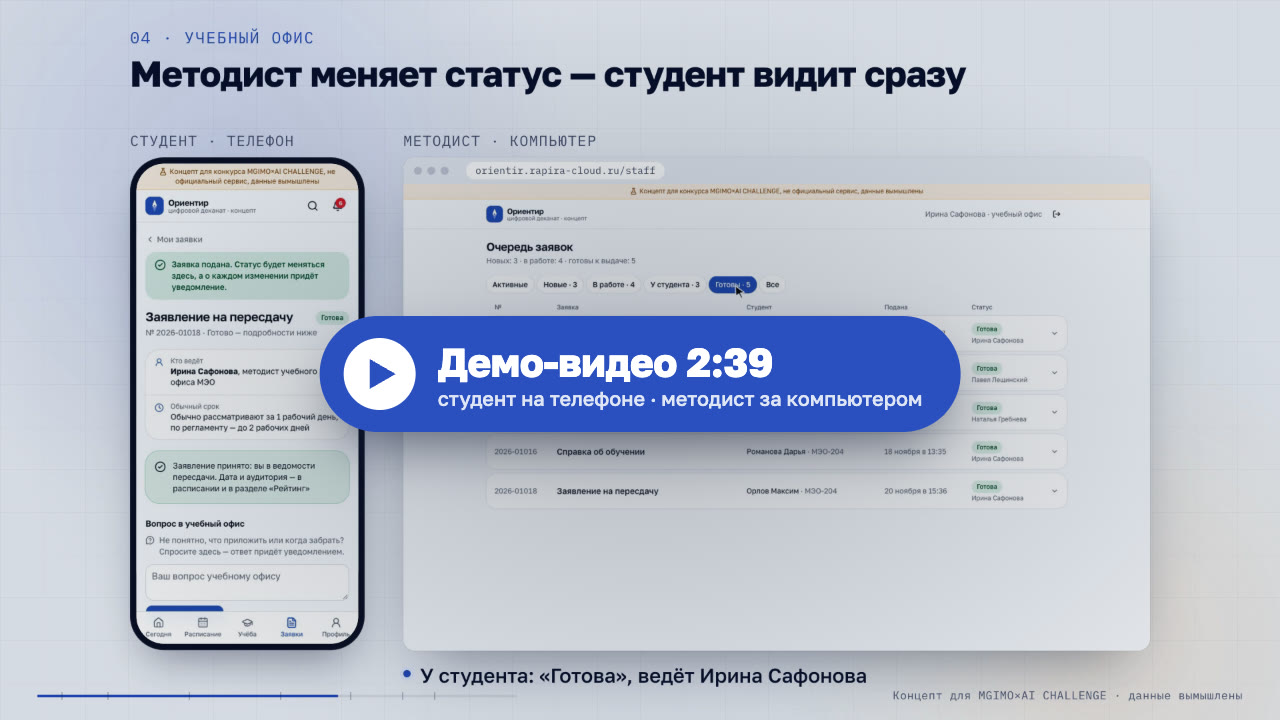 04 · УЧЕБНЫЙ ОФИС
Методист меняет статус — студент видит сразу
СТУДЕНТ · ТЕЛЕФОН
Концепт для конкурса MGIMO×AI CHALLENGE, не
официальный сервис, данные вымышлены
Ориентир
цифровой деканат · концепт
6
Мои заявки
Заявка подана. Статус будет меняться
здесь, а о каждом изменении придёт
уведомление.
Заявление на пересдачу
Готова
№ 2026-01018 · Готово — подробности ниже
Кто ведёт
Ирина Сафонова, методист учебного
офиса МЭО
Обычный срок
Обычно рассматривают за 1 рабочий день,
по регламенту — до 2 рабочих дней
Заявление принято: вы в ведомости
пересдачи. Дата и аудитория — в
расписании и в разделе «Рейтинг»
Вопрос в учебный офис
Не понятно, что приложить или когда забрать?
Спросите здесь — ответ придёт уведомлением.
Ваш вопрос учебному офису
Сегодня
Расписание
Учёба
Заявки
Профиль
МЕТОДИСТ · КОМПЬЮТЕР
orientir.rapira-cloud.ru/staff
Концепт для конкурса MGIMO×AI CHALLENGE, не официальный сервис, данные вымышлены
Ориентир
цифровой деканат · концепт
Ирина Сафонова · учебный офис
Очередь заявок
Новых: 3 · в работе: 4 · готовы к выдаче: 5
Активные
Новые · 3
В работе · 4
У студента · 3
Готовы · 5
Все
№ Заявка Студент Подана Статус
Готова
Ирина Сафонова
Готова
Павел Лещинский
Готова
Наталья Гребнева
2026-01016 Справка об обучении Романова Дарья · МЭО-204 18 ноября в 13:35 Готова
Ирина Сафонова
2026-01018 Заявление на пересдачу Орлов Максим · МЭО-204 20 ноября в 15:36 Готова
Ирина Сафонова
Демо-видео 2:39
студент на телефоне · методист за компьютером
У студента: «Готова», ведёт Ирина Сафонова
Концепт для MGIMO×AI CHALLENGE · данные вымышлены